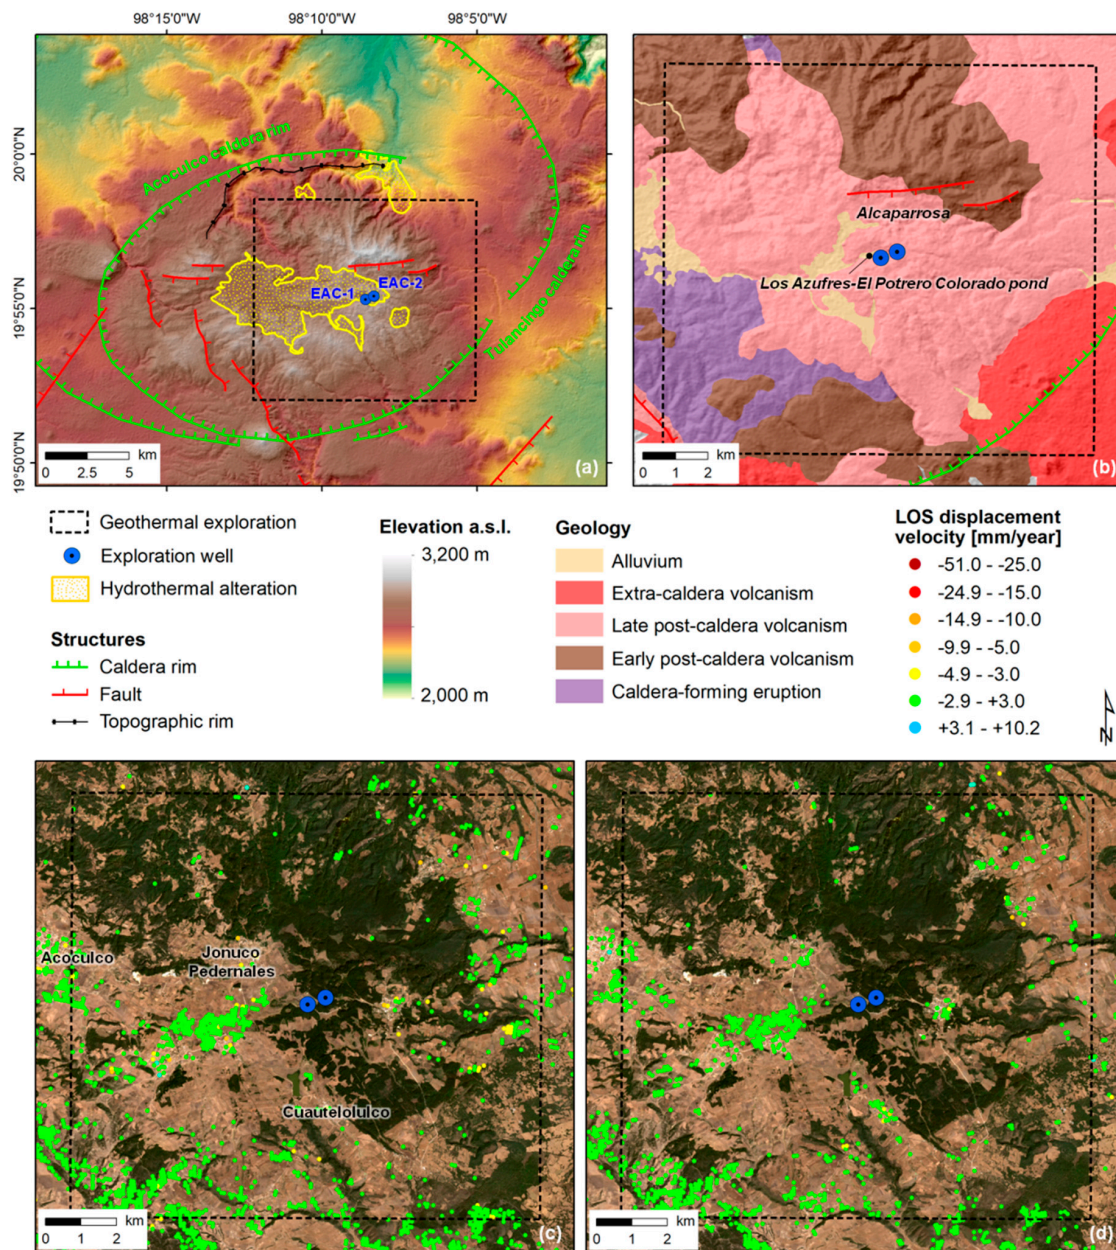 98°15'0"W
98°10'0"W
98°5'0"W
20°0'0"N
19°55'0"N
19°50'0"N
Acoculco caldera rim
Tulancingo caldera rim
EAC-1
EAC-2
0 2.5 5 km
(a)
Alcaparrosa
Los Azufres-El Potrero Colorado pond
0 1 2 km
(b)
Geothermal exploration
Exploration well
Hydrothermal alteration
Structures
Caldera rim
Fault
Topographic rim
Elevation a.s.l.
3,200 m
2,000 m
Geology
Alluvium
Extra-caldera volcanism
Late post-caldera volcanism
Early post-caldera volcanism
Caldera-forming eruption
LOS displacement
velocity [mm/year]
-51.0 - -25.0
-24.9 - -15.0
-14.9 - -10.0
-9.9 - -5.0
-4.9 - -3.0
-2.9 - +3.0
+3.1 - +10.2
N
Acoculco
Jonuco
Pedernales
Cuautelolulco
0 1 2 km
(c)
0 1 2 km
(d)